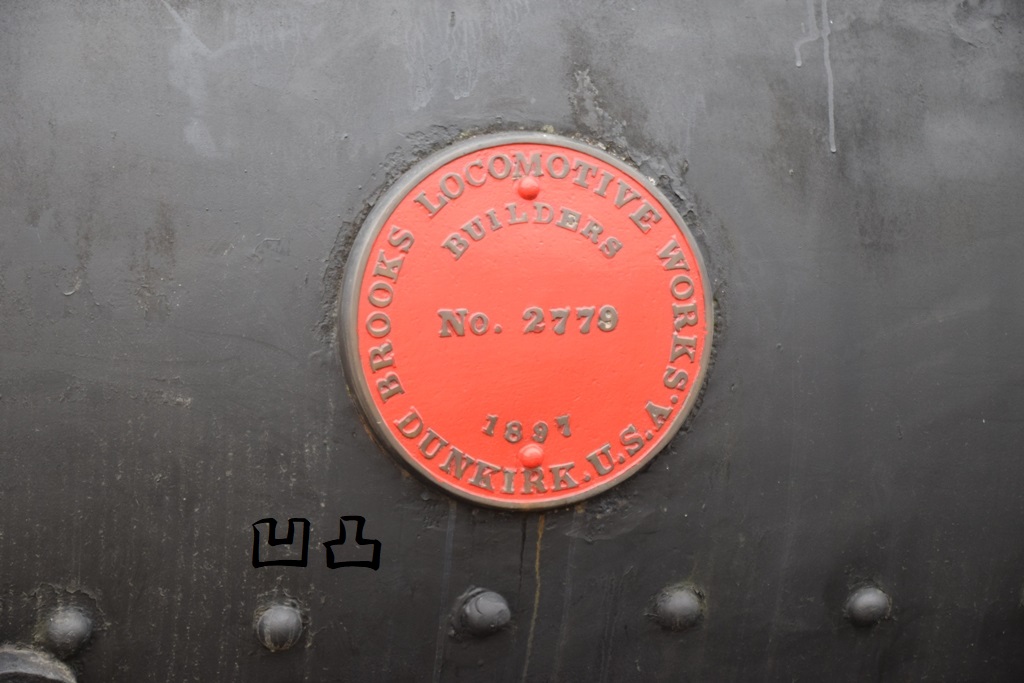 BROOKS LOCOMOTIVE WORKS.
BUILDERS
No. 2779
1897
DUNKIRK.U.S.A.
凹凸